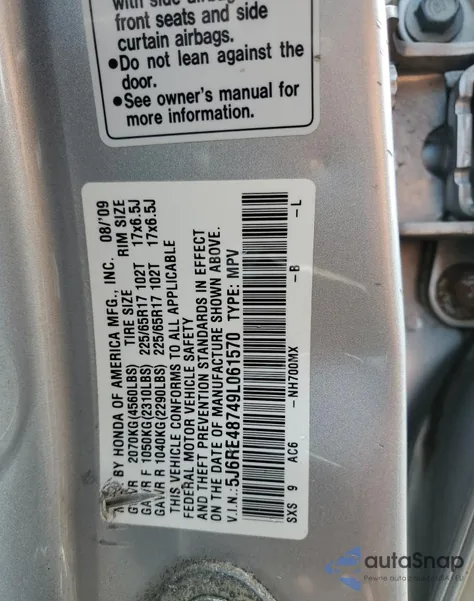 with side airbags
front seats and side
curtain airbags.
●Do not lean against the
door.
●See owner's manual for
more information.
BY HONDA OF AMERICA MFG., INC. 08/'09
GVWR 2070KG(4560LBS) TIRE SIZE RIM SIZE
GAWR F 1050KG(2310LBS) 225/65R17 102T 17x6.5J
GAWR R 1040KG(2290LBS) 225/65R17 102T 17x6.5J
THIS VEHICLE CONFORMS TO ALL APPLICABLE
FEDERAL MOTOR VEHICLE SAFETY
AND THEFT PREVENTION STANDARDS IN EFFECT
ON THE DATE OF MANUFACTURE SHOWN ABOVE.
V.I.N.: 5J6RE48749L061570 TYPE: MPV
SXS 9 AC6 -NH700MX -B -L
autoSnap